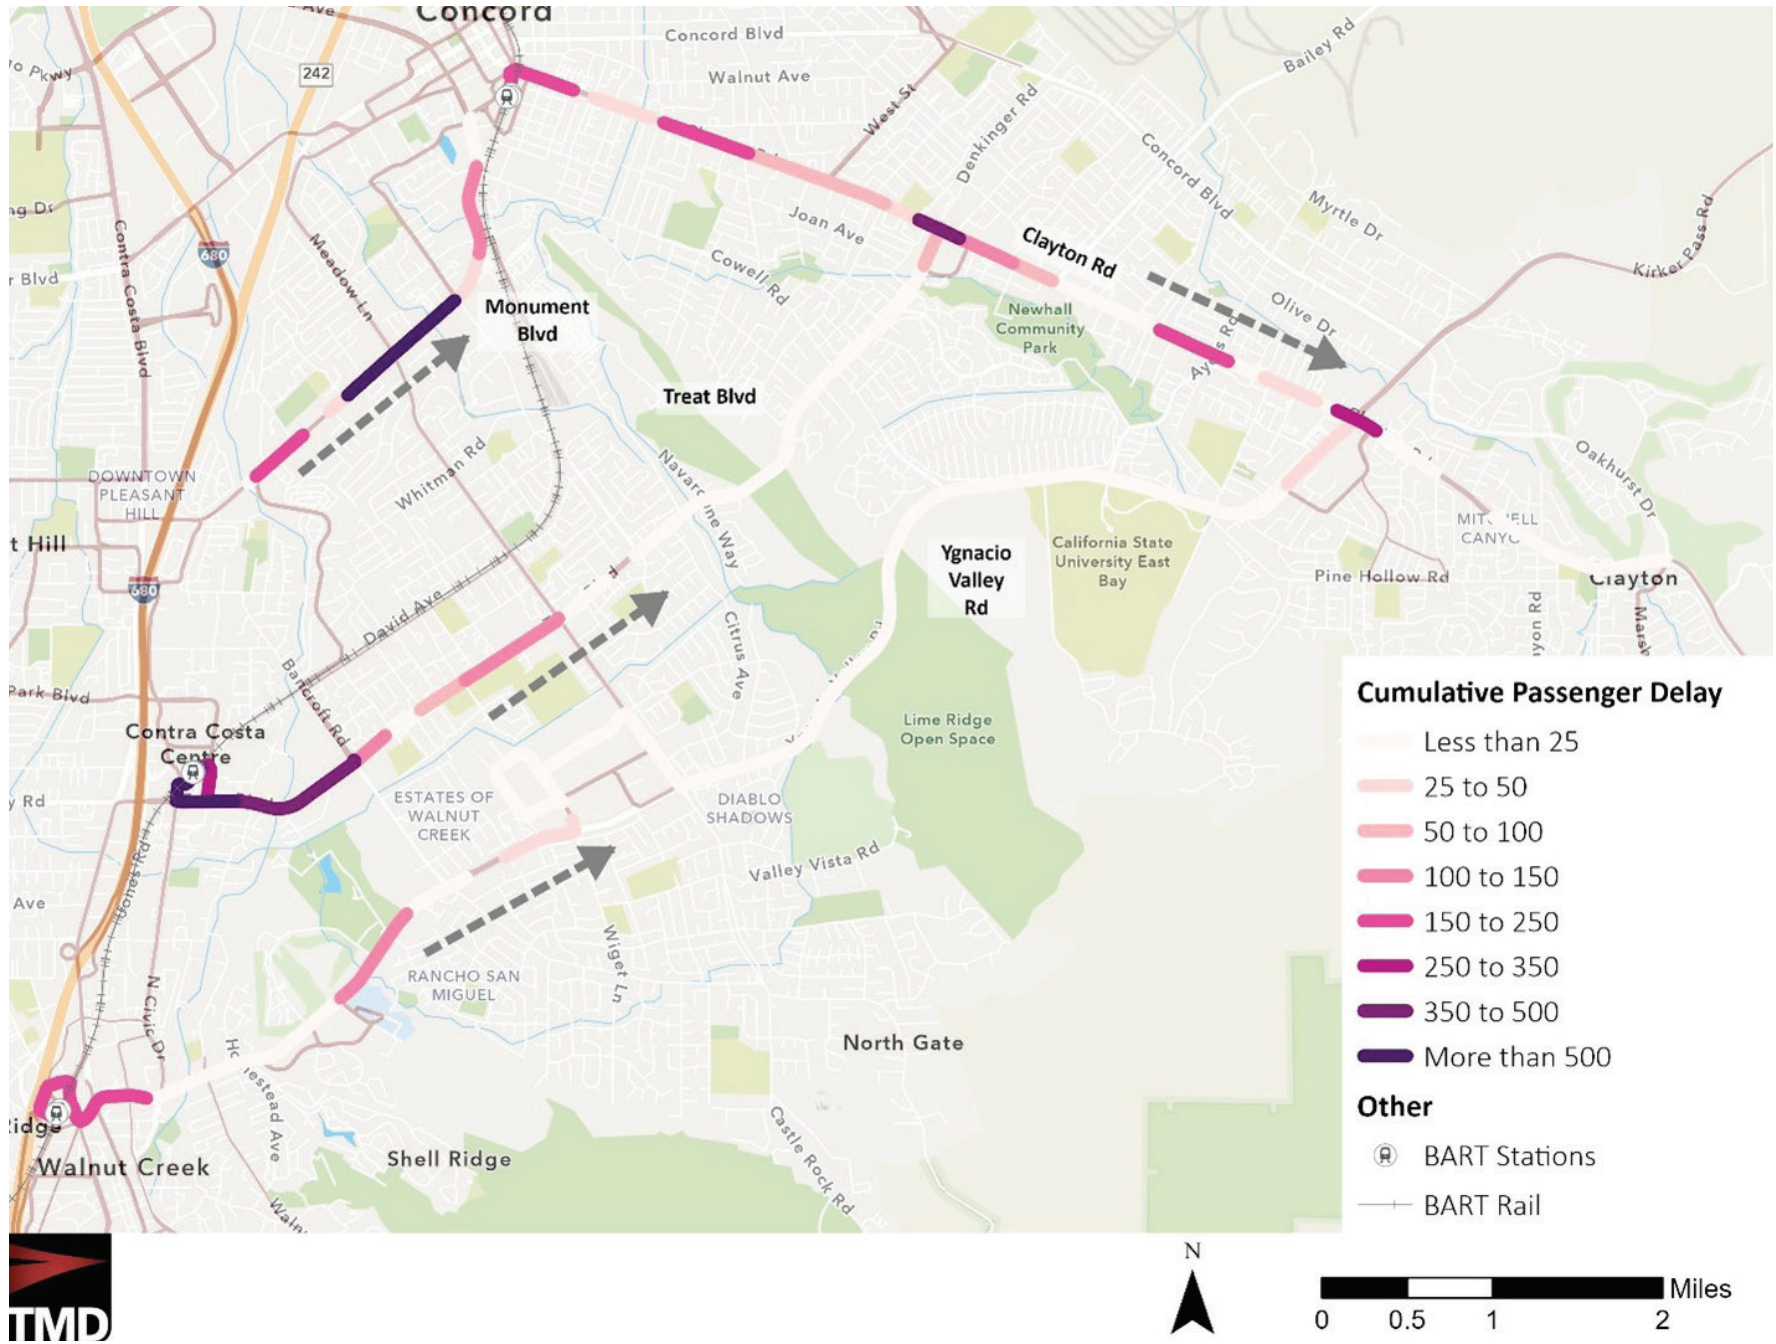 Concord
Concord Blvd
Bailey Rd
Walnut Ave
242
West St
Denkinger Rd
Concord Blvd
Myrtle Dr
Kirker Pass Rd
680
Contra Costa Blvd
Meadow Ln
Joan Ave
Cowell Rd
Clayton Rd
Olive Dr
Monument
Blvd
Newhall
Community
Park
Treat Blvd
Whitman Rd
DOWNTOWN
PLEASANT
HILL
t Hill
Oakhurst Dr
Ygnacio
Valley
Rd
California State
University East
Bay
Pine Hollow Rd
Clayton
680
David Ave
Citrus Ave
Bancroft Rd
Park Blvd
Contra Costa
Centre
y Rd
Lime Ridge
Open Space
ESTATES OF
WALNUT
CREEK
DIABLO
SHADOWS
Valley Vista Rd
Jones Rd
Ave
N Civic Dr
Wiget Ln
RANCHO SAN
MIGUEL
North Gate
Castle Rock Rd
Shell Ridge
Walnut Creek
Cumulative Passenger Delay
Less than 25
25 to 50
50 to 100
100 to 150
150 to 250
250 to 350
350 to 500
More than 500
Other
BART Stations
BART Rail
TMD
N
Miles
0 0.5 1 2